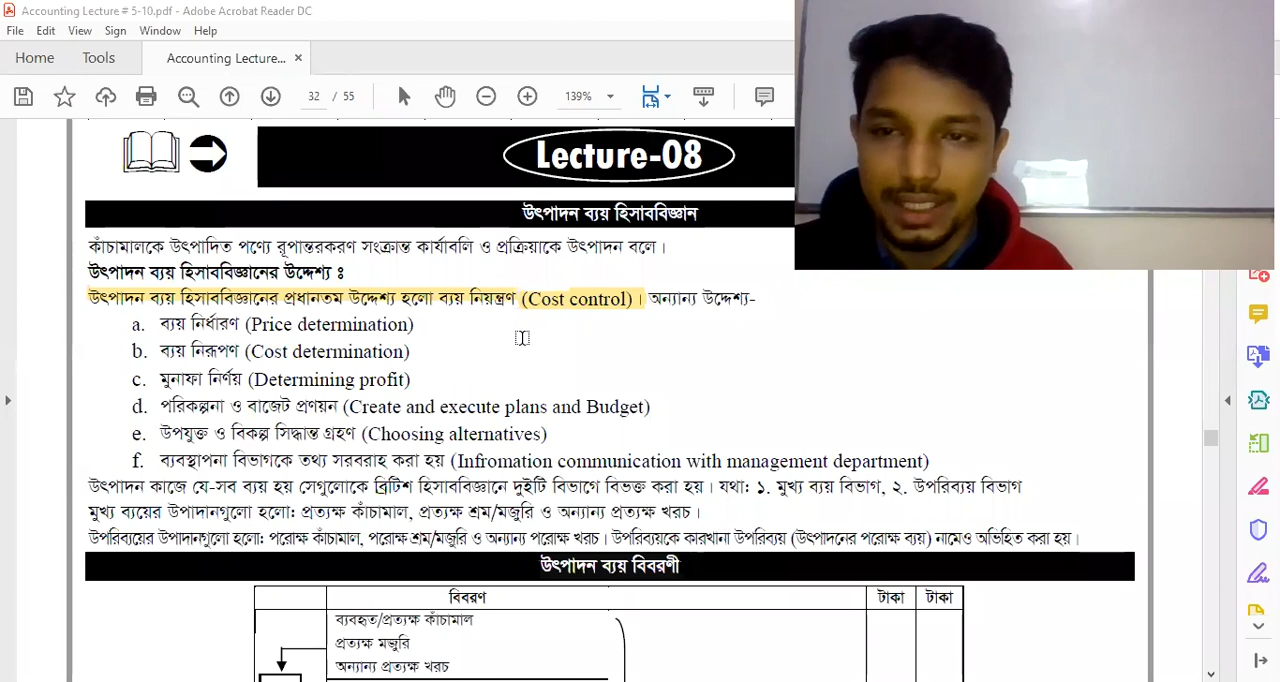 Accounting Lecture # 5-10.pdf - Adobe Acrobat Reader DC
File Edit View Sign Window Help
Home Tools Accounting Lecture... ×
32 / 55 139%
Lecture-08
উৎপাদন ব্যয় হিসাববিজ্ঞান
কাঁচামালকে উৎপাদিত পণ্যে রূপান্তরকরণ সংক্রান্ত কার্যাবলি ও প্রক্রিয়াকে উৎপাদন বলে।
উৎপাদন ব্যয় হিসাববিজ্ঞানের উদ্দেশ্য ঃ
উৎপাদন ব্যয় হিসাববিজ্ঞানের প্রধানতম উদ্দেশ্য হলো ব্যয় নিয়ন্ত্রণ (Cost control)। অন্যান্য উদ্দেশ্য-
a. ব্যয় নির্ধারণ (Price determination)
b. ব্যয় নিরূপণ (Cost determination)
c. মুনাফা নির্ণয় (Determining profit)
d. পরিকল্পনা ও বাজেট প্রণয়ন (Create and execute plans and Budget)
e. উপযুক্ত ও বিকল্প সিদ্ধান্ত গ্রহণ (Choosing alternatives)
f. ব্যবস্থাপনা বিভাগকে তথ্য সরবরাহ করা হয় (Infromation communication with management department)
উৎপাদন কাজে যে-সব ব্যয় হয় সেগুলোকে ব্রিটিশ হিসাববিজ্ঞানে দুইটি বিভাগে বিভক্ত করা হয়। যথা: ১. মুখ্য ব্যয় বিভাগ, ২. উপরিব্যয় বিভাগ
মুখ্য ব্যয়ের উপাদানগুলো হলো: প্রত্যক্ষ কাঁচামাল, প্রত্যক্ষ শ্রম/মজুরি ও অন্যান্য প্রত্যক্ষ খরচ।
উপরিব্যয়ের উপাদানগুলো হলো: পরোক্ষ কাঁচামাল, পরোক্ষ শ্রম/মজুরি ও অন্যান্য পরোক্ষ খরচ। উপরিব্যয়কে কারখানা উপরিব্যয় (উৎপাদনের পরোক্ষ ব্যয়) নামেও অভিহিত করা হয়।
উৎপাদন ব্যয় বিবরণী
বিবরণ টাকা টাকা
ব্যবহৃত/প্রত্যক্ষ কাঁচামাল
প্রত্যক্ষ মজুরি
অন্যান্য প্রত্যক্ষ খরচ